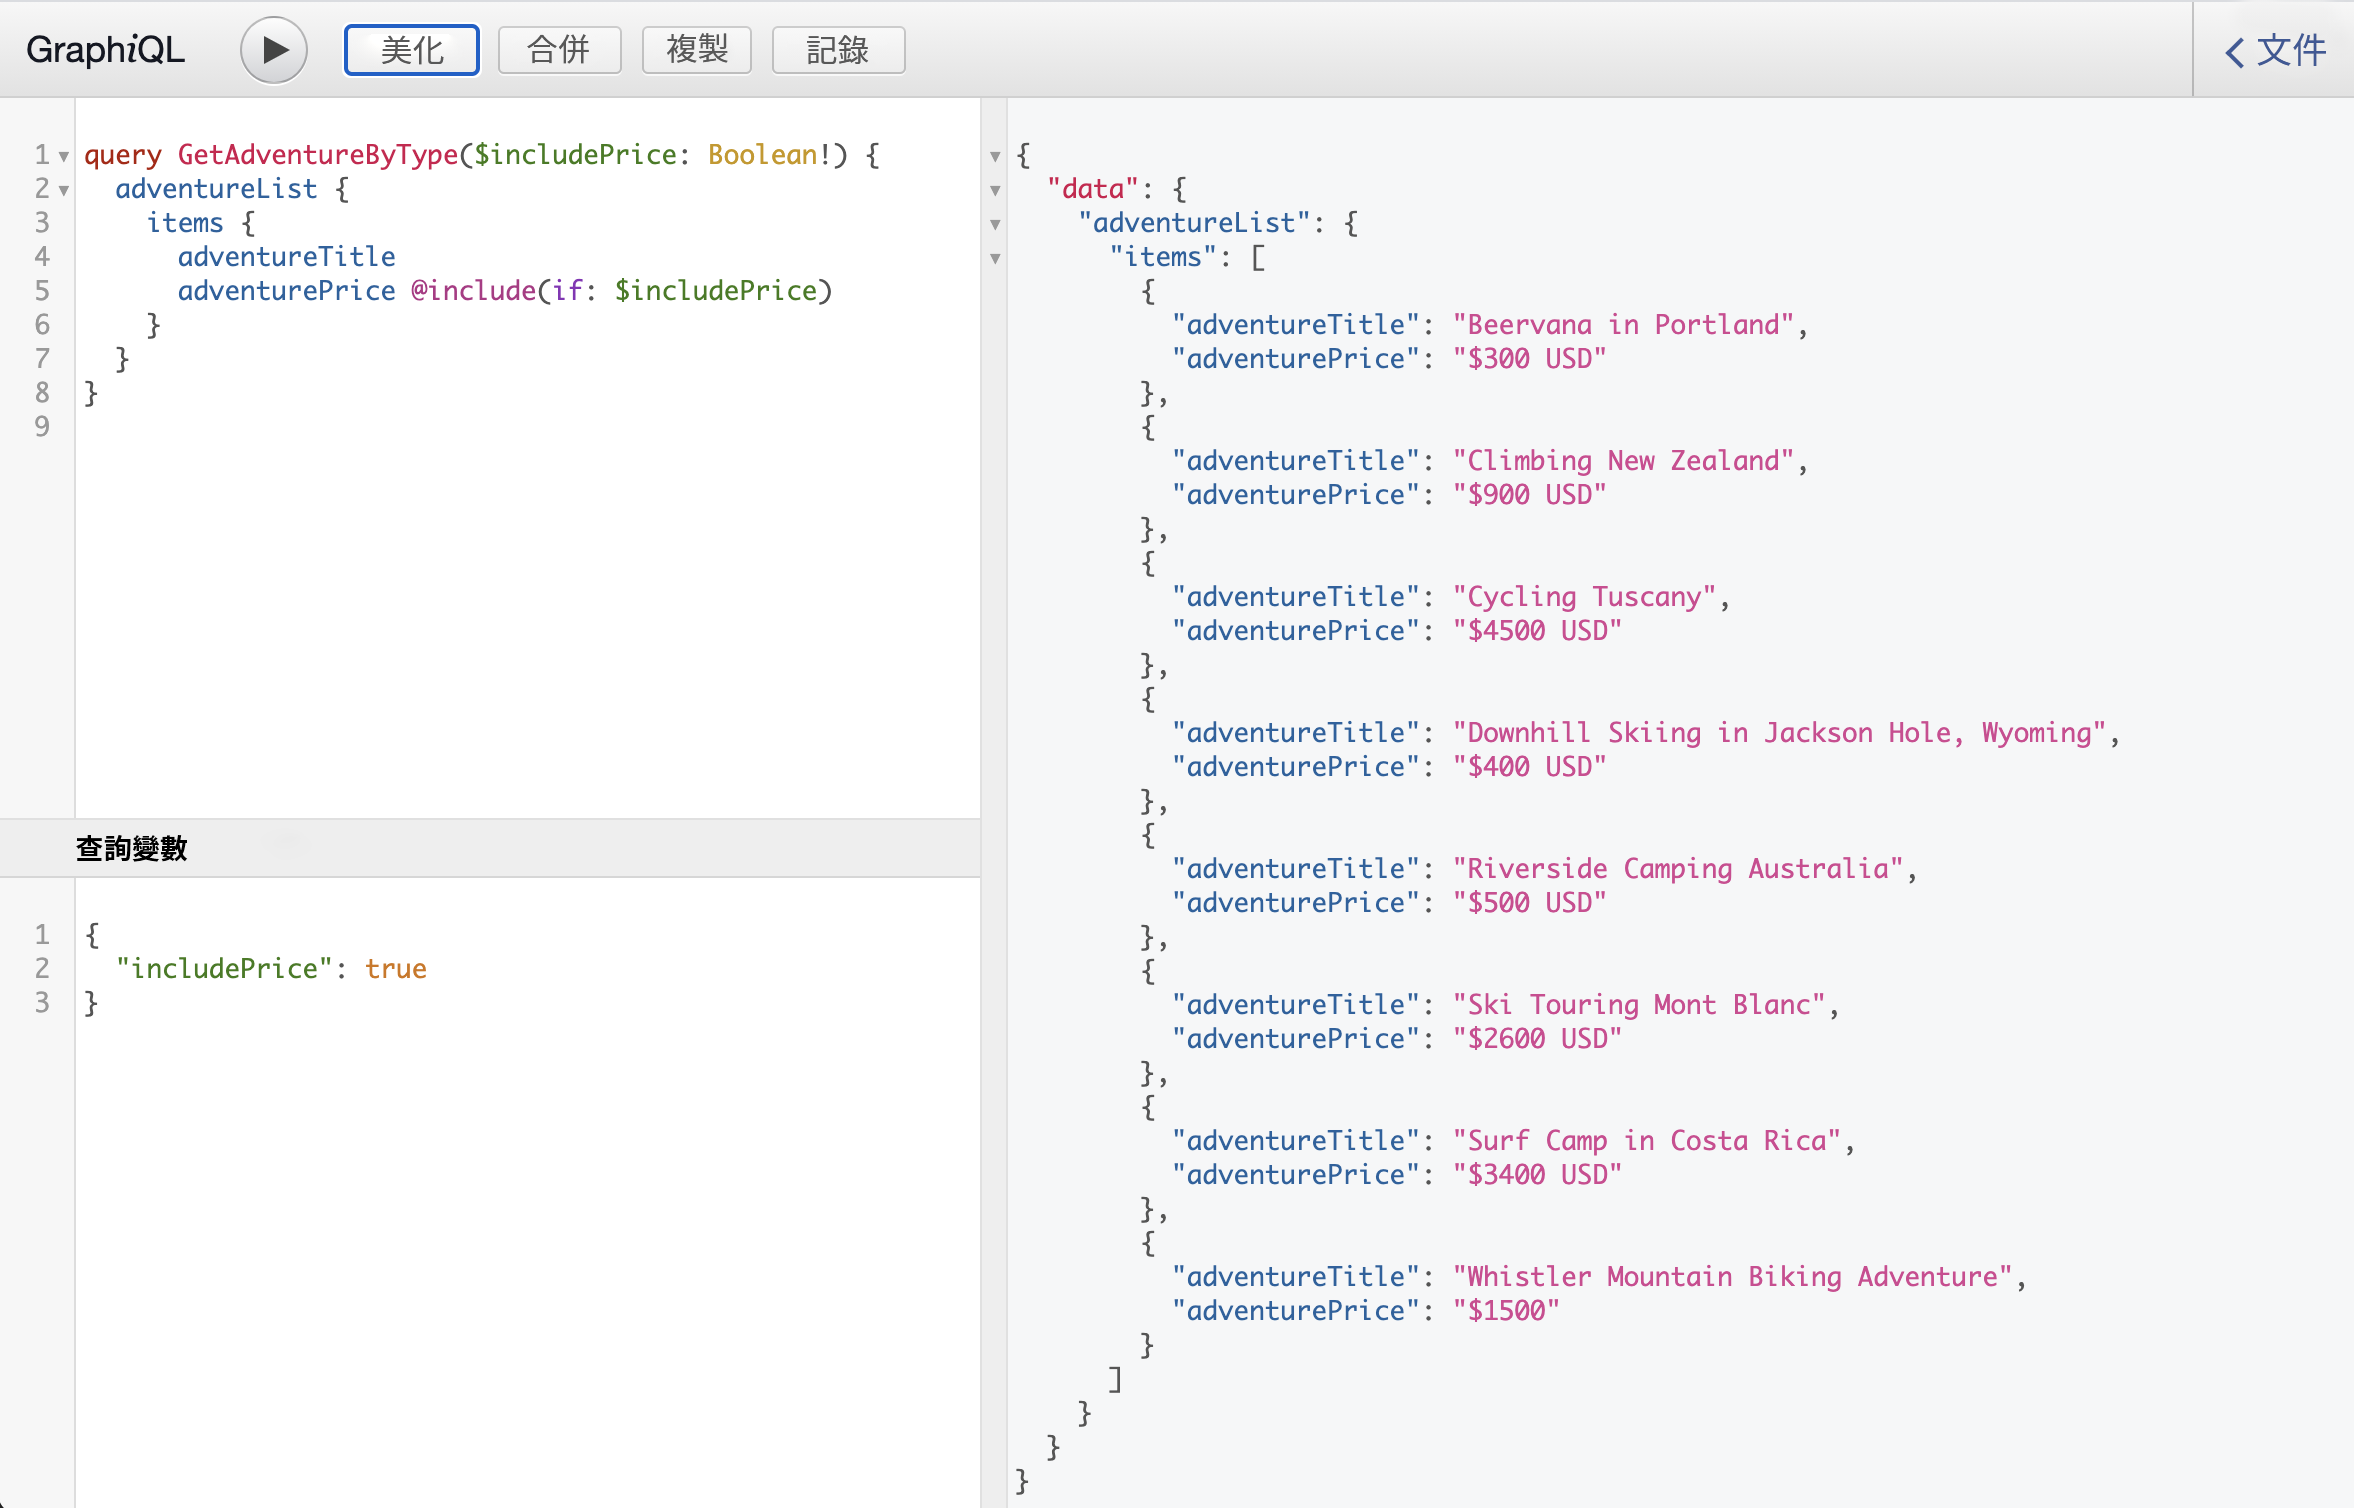 GraphiQL
美化
合併
複製
記錄
文件
1 query GetAdventureByType($includePrice: Boolean!) {
2   adventureList {
3     items {
4       adventureTitle
5       adventurePrice @include(if: $includePrice)
6     }
7   }
8 }
9
查詢變數
1 {
2   "includePrice": true
3 }
{
  "data": {
    "adventureList": {
      "items": [
        {
          "adventureTitle": "Beervana in Portland",
          "adventurePrice": "$300 USD"
        },
        {
          "adventureTitle": "Climbing New Zealand",
          "adventurePrice": "$900 USD"
        },
        {
          "adventureTitle": "Cycling Tuscany",
          "adventurePrice": "$4500 USD"
        },
        {
          "adventureTitle": "Downhill Skiing in Jackson Hole, Wyoming",
          "adventurePrice": "$400 USD"
        },
        {
          "adventureTitle": "Riverside Camping Australia",
          "adventurePrice": "$500 USD"
        },
        {
          "adventureTitle": "Ski Touring Mont Blanc",
          "adventurePrice": "$2600 USD"
        },
        {
          "adventureTitle": "Surf Camp in Costa Rica",
          "adventurePrice": "$3400 USD"
        },
        {
          "adventureTitle": "Whistler Mountain Biking Adventure",
          "adventurePrice": "$1500"
        }
      ]
    }
  }
}